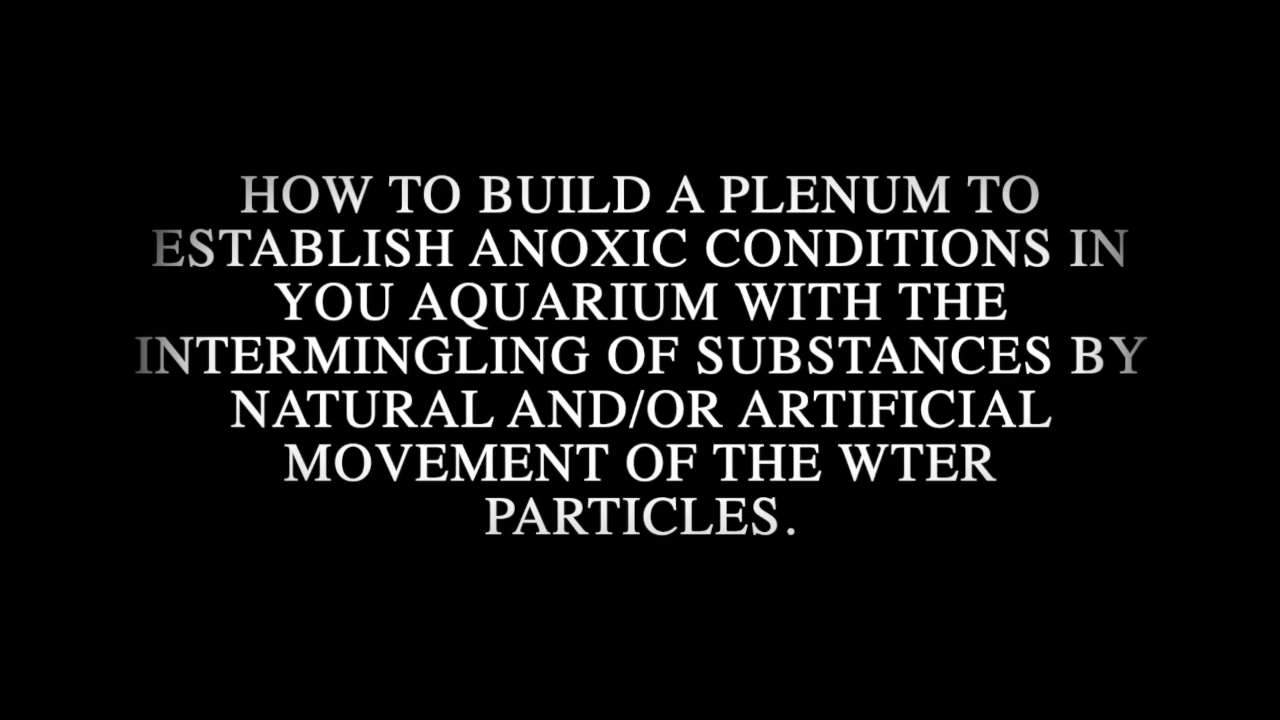 HOW TO BUILD A PLENUM TO
ESTABLISH ANOXIC CONDITIONS IN
YOU AQUARIUM WITH THE
INTERMINGLING OF SUBSTANCES BY
NATURAL AND/OR ARTIFICIAL
MOVEMENT OF THE WTER
PARTICLES.